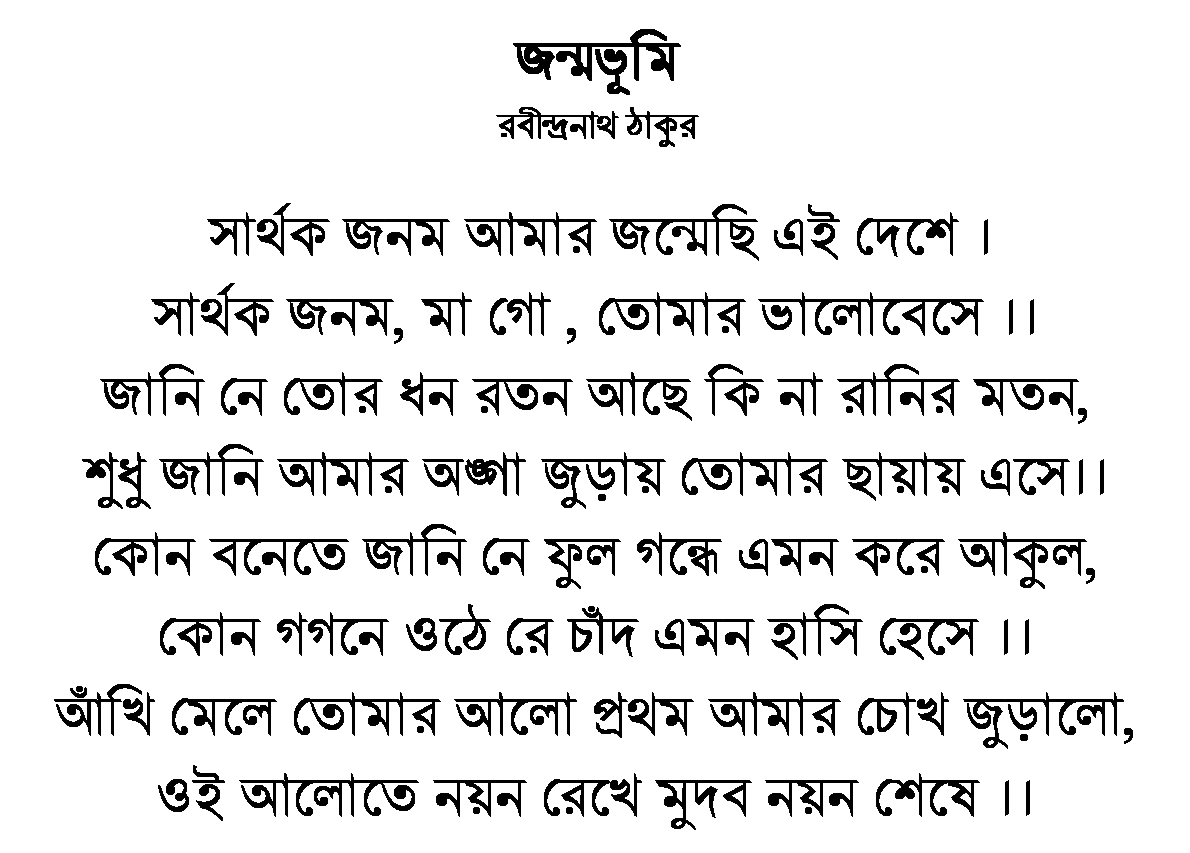 জন্মভূমি
রবীন্দ্রনাথ ঠাকুর
সার্থক জনম আমার জন্মেছি এই দেশে ।
সার্থক জনম, মা গো , তোমার ভালোবেসে ।।
জানি নে তোর ধন রতন আছে কি না রানির মতন,
শুধু জানি আমার অঙ্গা জুড়ায় তোমার ছায়ায় এসে।।
কোন বনেতে জানি নে ফুল গন্ধে এমন করে আকুল,
কোন গগনে ওঠে রে চাঁদ এমন হাসি হেসে ।।
আঁখি মেলে তোমার আলো প্রথম আমার চোখ জুড়ালো,
ওই আলোতে নয়ন রেখে মুদব নয়ন শেষে ।।